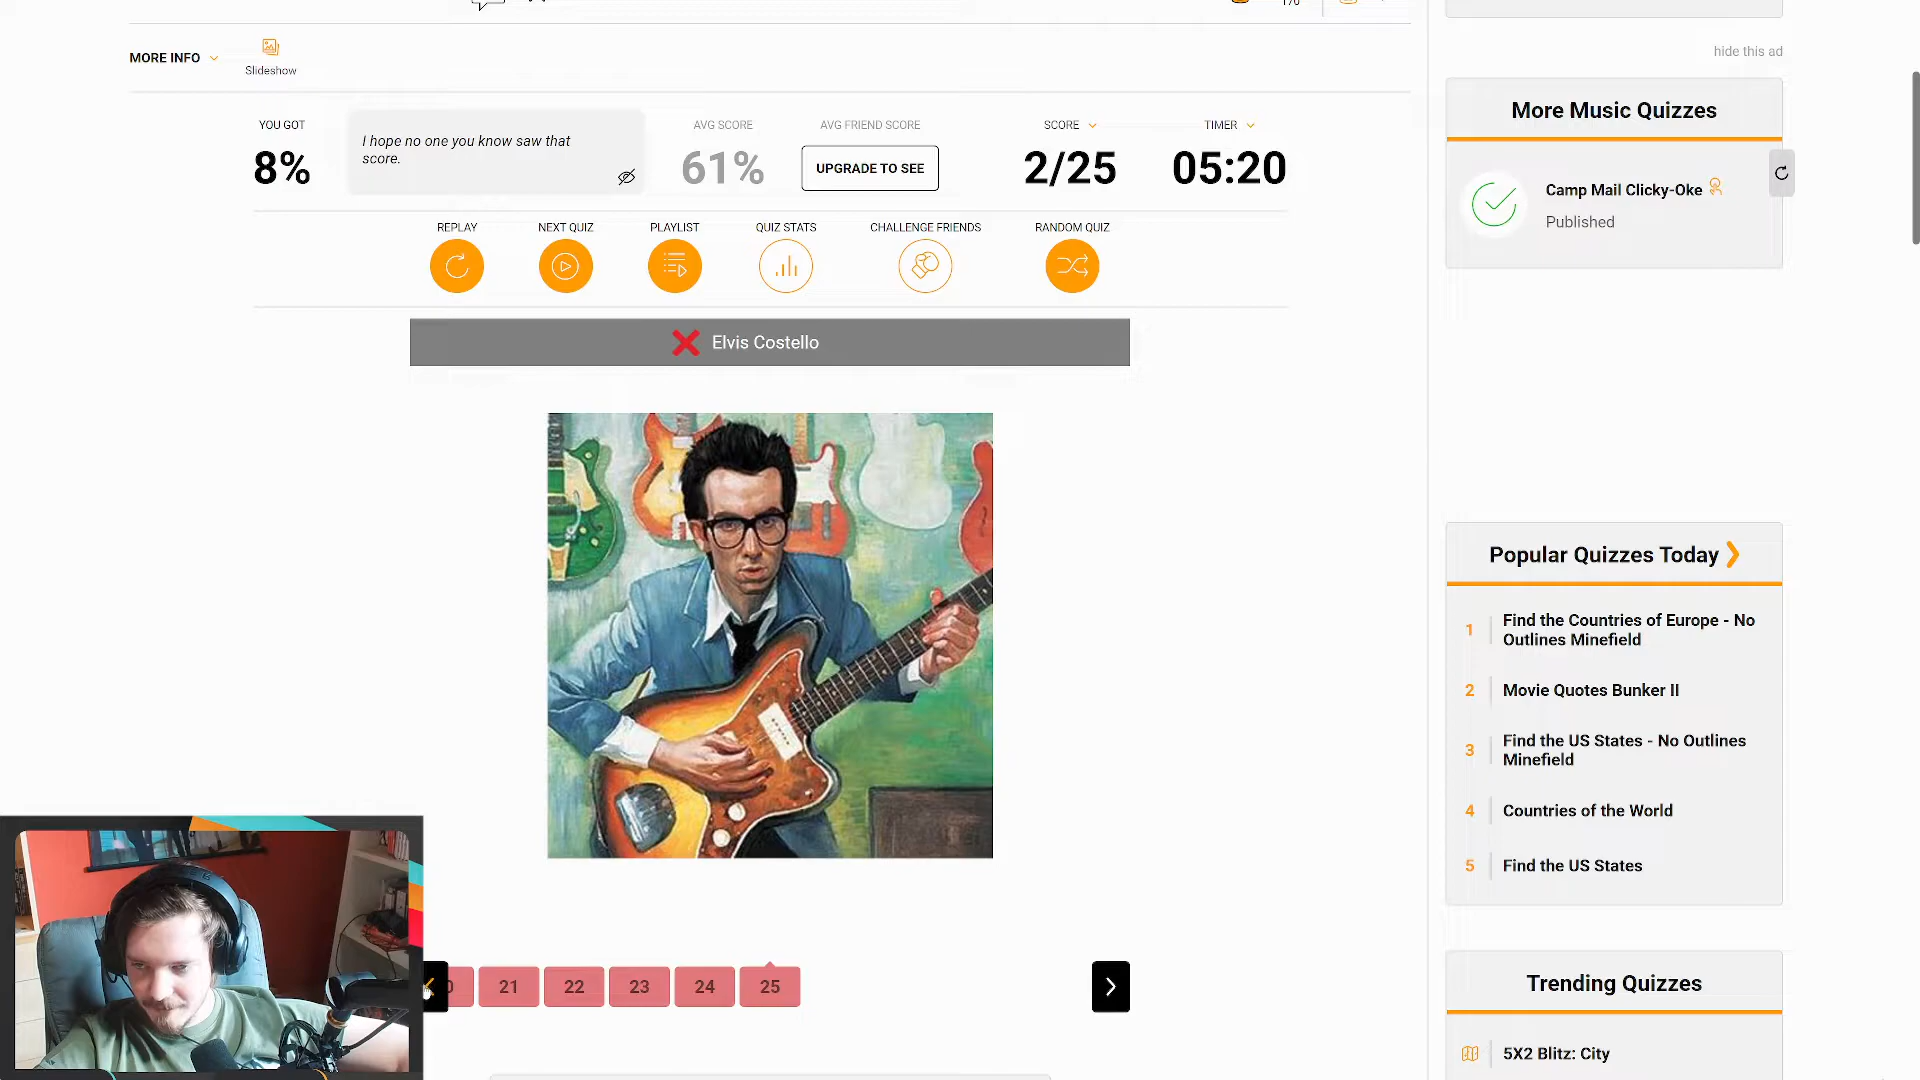 hide this ad
MORE INFO
Slideshow
YOU GOT
8%
I hope no one you know saw that
score.
AVG SCORE
61%
AVG FRIEND SCORE
UPGRADE TO SEE
SCORE
2/25
TIMER
05:20
REPLAY
NEXT QUIZ
PLAYLIST
QUIZ STATS
CHALLENGE FRIENDS
RANDOM QUIZ
Elvis Costello
21
22
23
24
25
More Music Quizzes
Camp Mail Clicky-Oke
Published
Popular Quizzes Today
1
Find the Countries of Europe - No
Outlines Minefield
2
Movie Quotes Bunker II
3
Find the US States - No Outlines
Minefield
4
Countries of the World
5
Find the US States
Trending Quizzes
5X2 Blitz: City